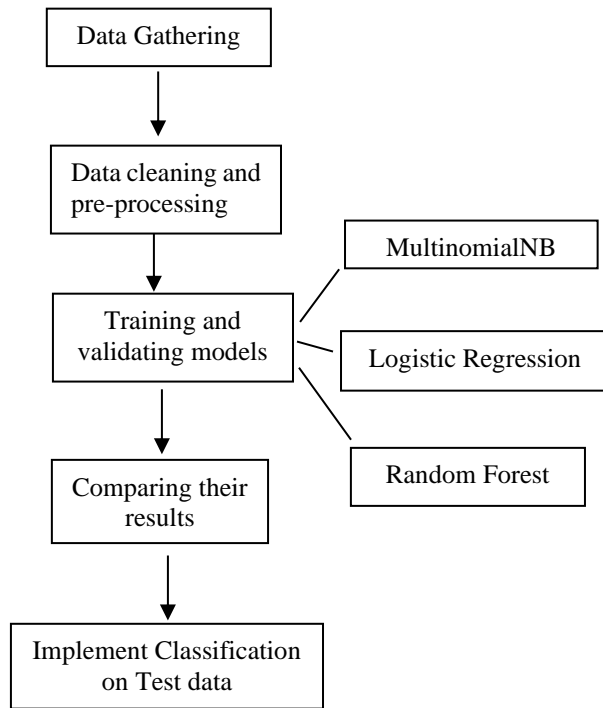 Data Gathering
Data cleaning and
pre-processing
MultinomialNB
Training and
validating models
Logistic Regression
Random Forest
Comparing their
results
Implement Classification
on Test data